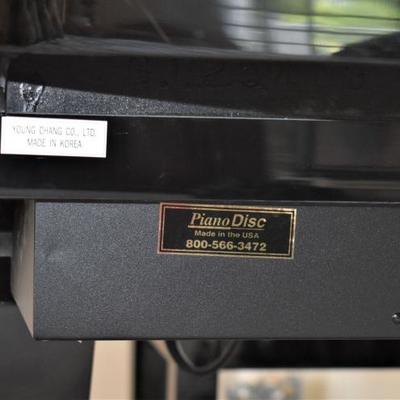 YOUNG CHANG CO., LTD.
MADE IN KOREA
PianoDisc
Made in the USA
800-566-3472